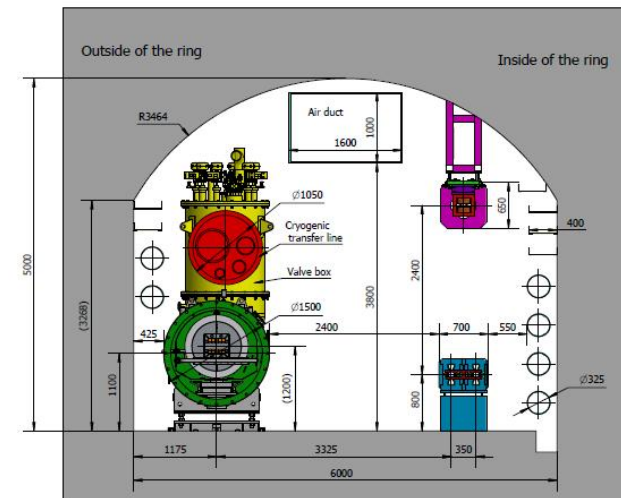 Outside of the ring
Inside of the ring
R3464
Air duct
1000
1600
Ø1050
Cryogenic
transfer line
Valve box
Ø1500
650
400
5000
(3268)
2400
3800
425
2400
700
550
1100
(1200)
800
Ø325
1175
3325
350
6000